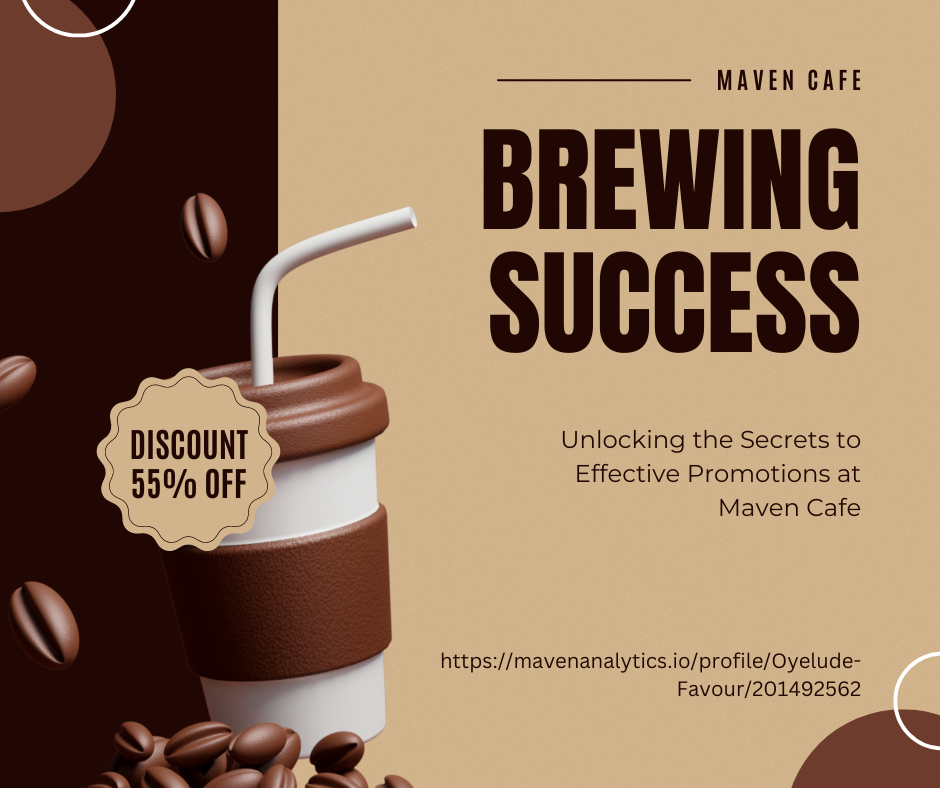 MAVEN CAFE
BREWING
SUCCESS
DISCOUNT
55% OFF
Unlocking the Secrets to
Effective Promotions at
Maven Cafe
https://mavenanalytics.io/profile/Oyelude-
Favour/201492562